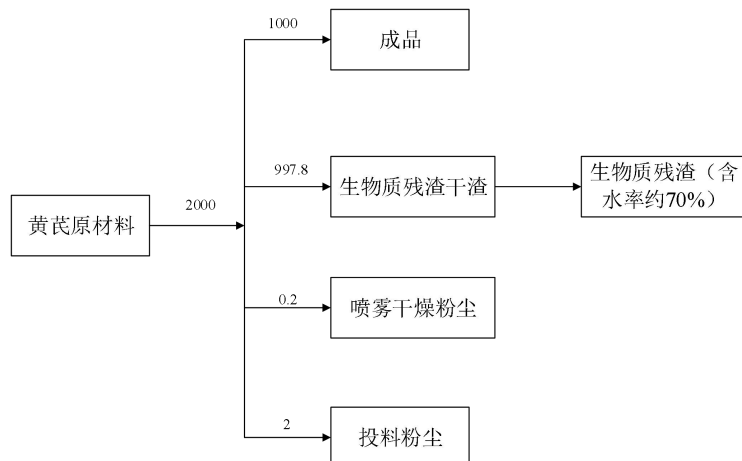 1000
成品
997.8
生物质残渣干渣
生物质残渣（含
水率约70%）
2000
黄芪原材料
0.2
喷雾干燥粉尘
2
投料粉尘